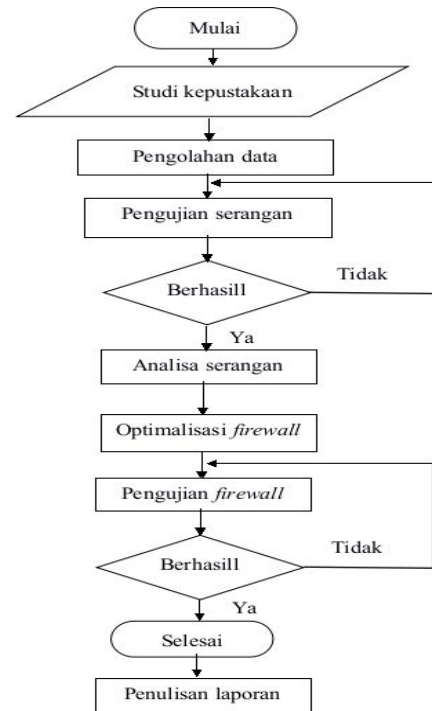 Mulai
Studi kepustakaan
Pengolahan data
Pengujian serangan
Berhasill
Tidak
Ya
Analisa serangan
Optimalisasi firewall
Pengujian firewall
Berhasill
Tidak
Ya
Selesai
Penulisan laporan